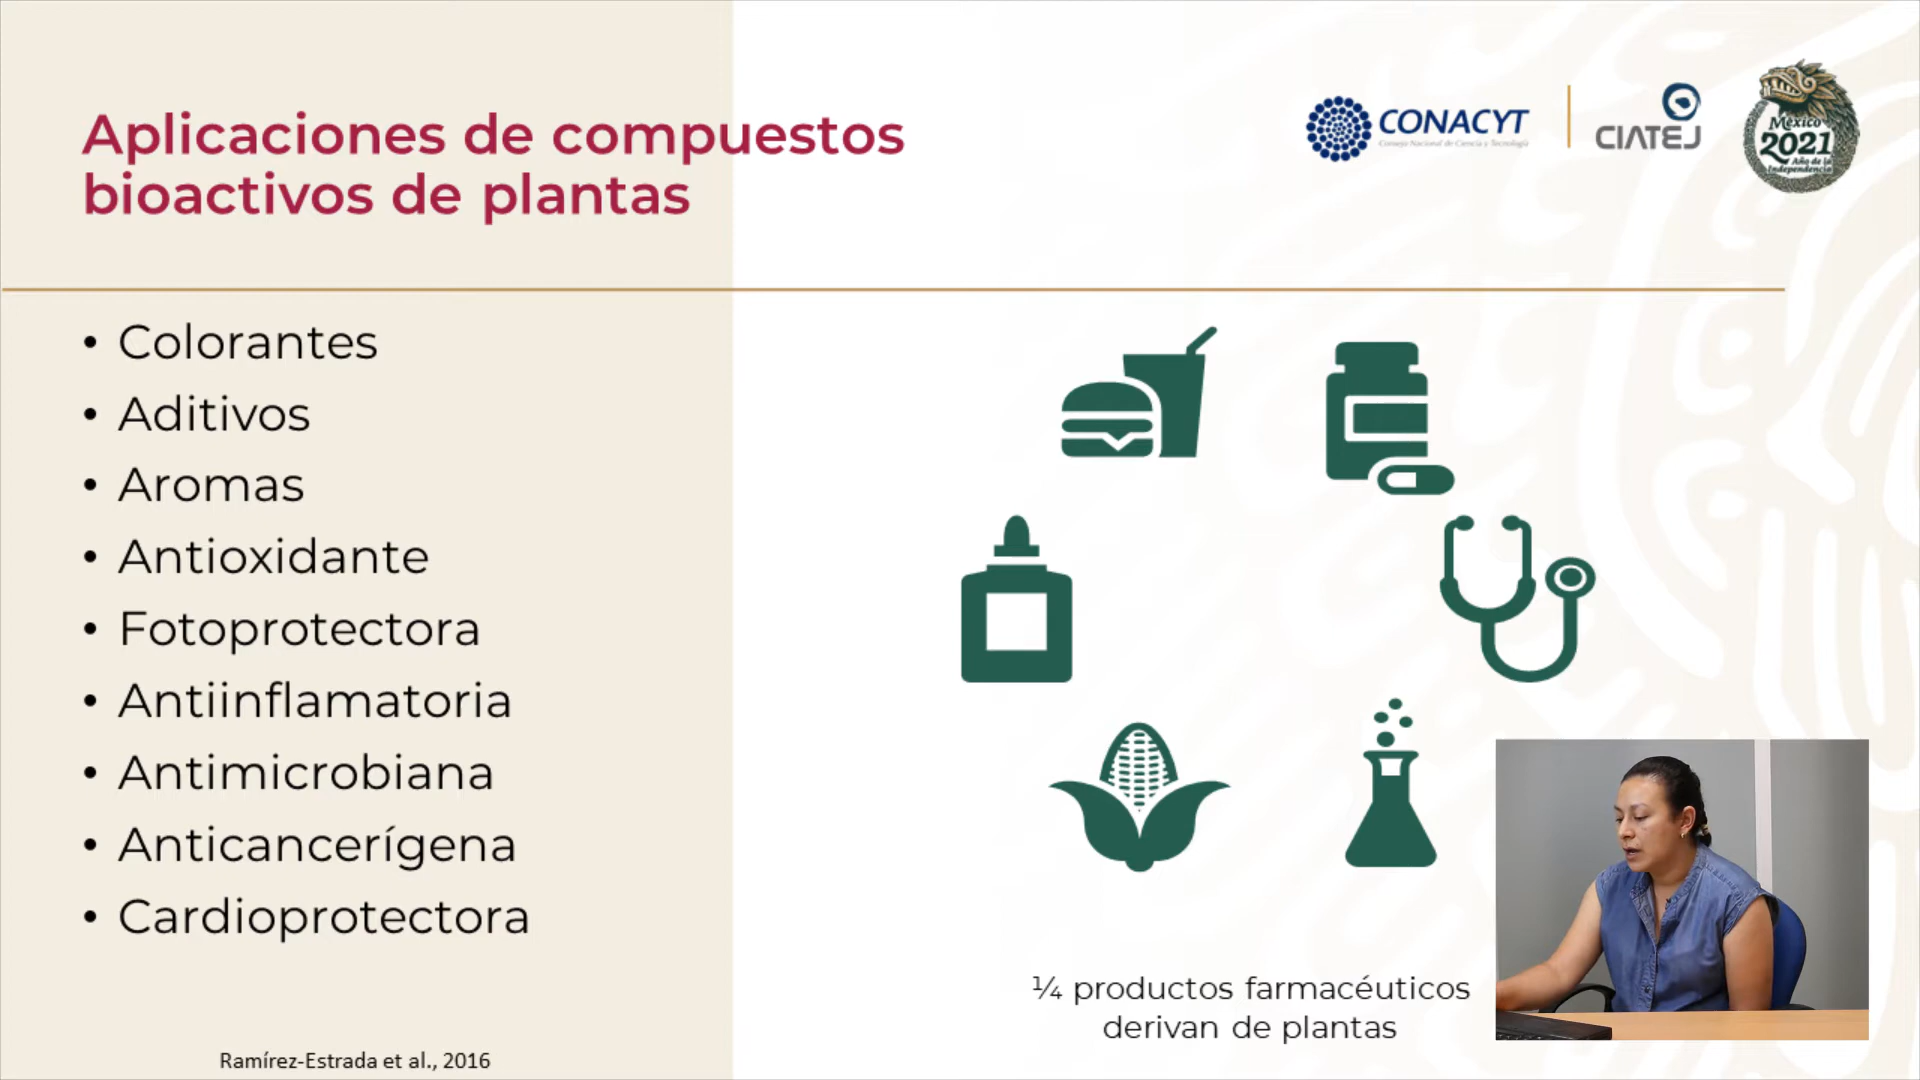 Aplicaciones de compuestos
bioactivos de plantas
CONACYT
Consejo Nacional de Ciencia y Tecnología
CIATEJ
México
2021
Año de la
Independencia
• Colorantes
• Aditivos
• Aromas
• Antioxidante
• Fotoprotectora
• Antiinflamatoria
• Antimicrobiana
• Anticancerígena
• Cardioprotectora
¼ productos farmacéuticos
derivan de plantas
Ramírez-Estrada et al., 2016